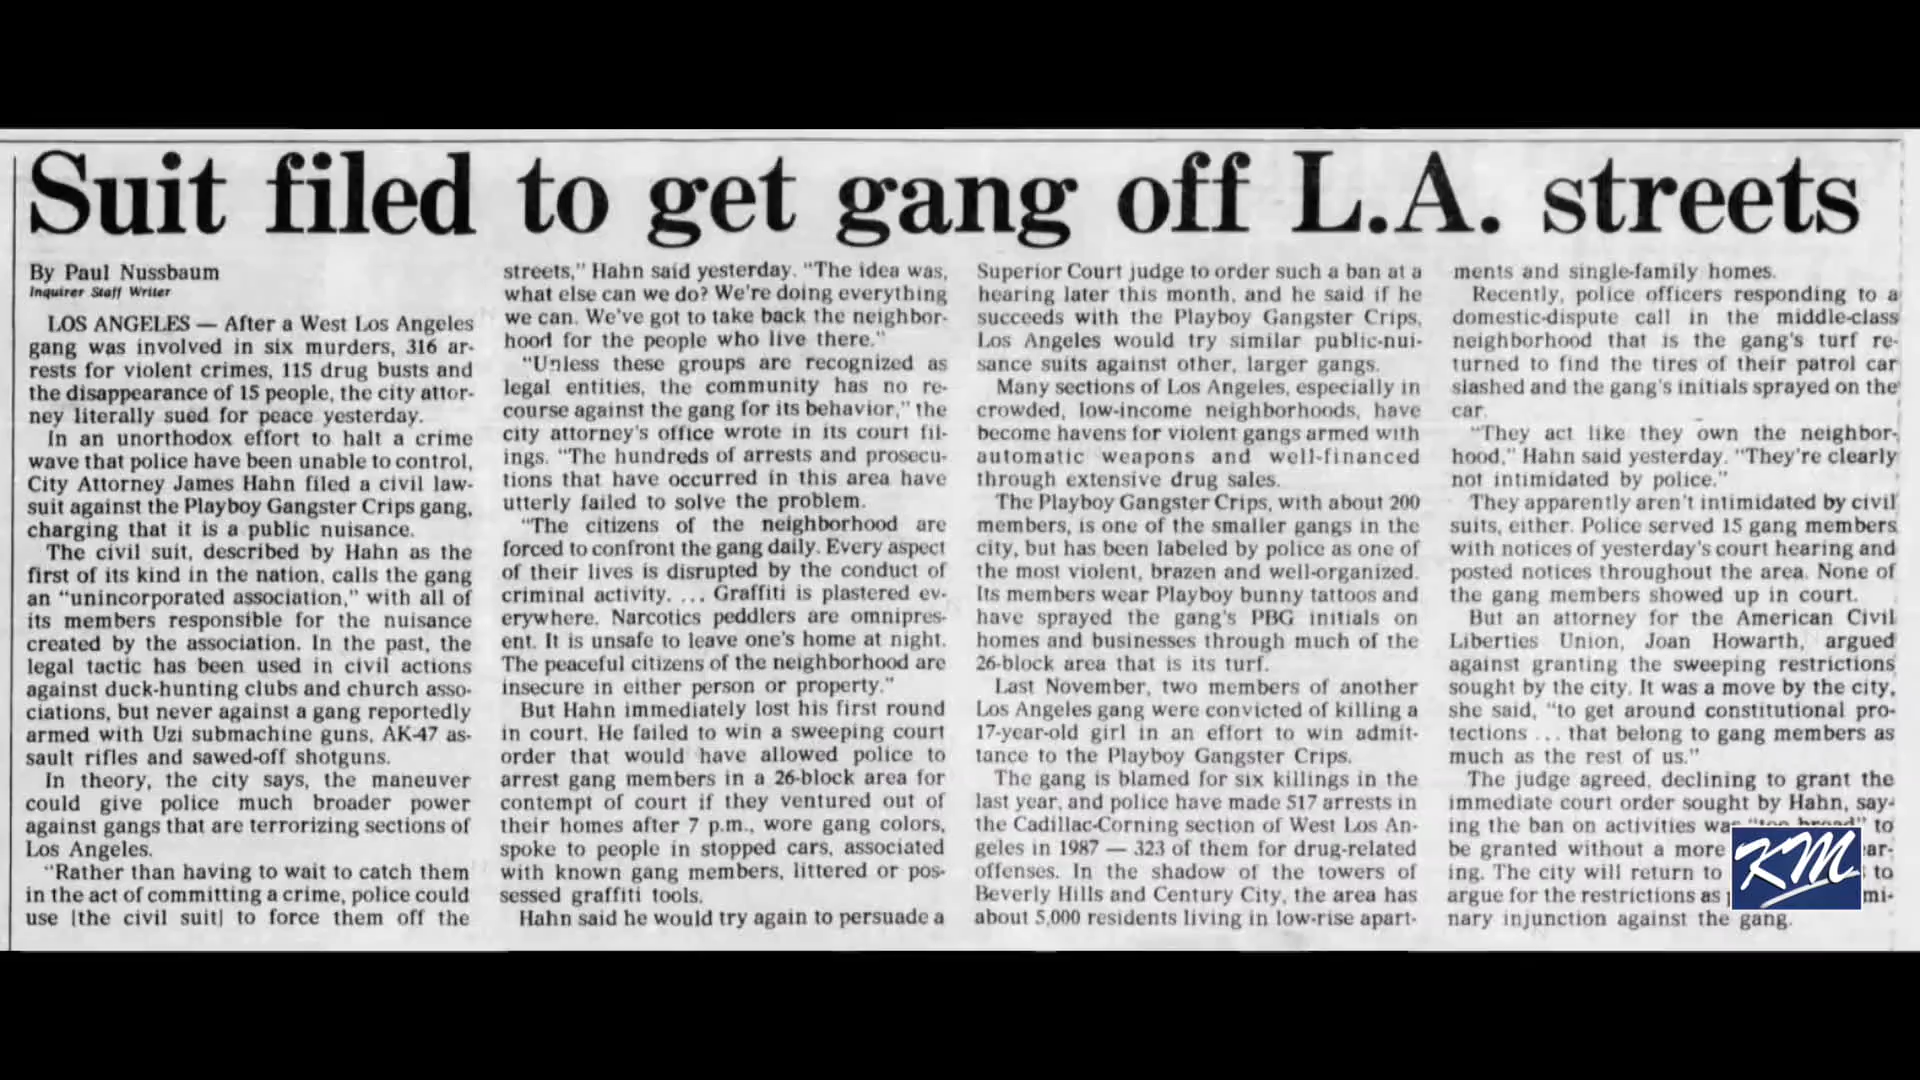 Suit filed to get gang off L.A. streets
By Paul Nussbaum
Inquirer Staff Writer
LOS ANGELES — After a West Los Angeles
gang was involved in six murders, 316 ar-
rests for violent crimes, 115 drug busts and
the disappearance of 15 people, the city attor-
ney literally sued for peace yesterday.
In an unorthodox effort to halt a crime
wave that police have been unable to control,
City Attorney James Hahn filed a civil law-
suit against the Playboy Gangster Crips gang,
charging that it is a public nuisance.
The civil suit, described by Hahn as the
first of its kind in the nation, calls the gang
an "unincorporated association," with all of
its members responsible for the nuisance
created by the association. In the past, the
legal tactic has been used in civil actions
against duck-hunting clubs and church asso-
ciations, but never against a gang reportedly
armed with Uzi submachine guns, AK-47 as-
sault rifles and sawed-off shotguns.
In theory, the city says, the maneuver
could give police much broader power
against gangs that are terrorizing sections of
Los Angeles.
"Rather than having to wait to catch them
in the act of committing a crime, police could
use [the civil suit] to force them off the
streets," Hahn said yesterday. "The idea was,
what else can we do? We're doing everything
we can. We've got to take back the neighbor-
hood for the people who live there."
"Unless these groups are recognized as
legal entities, the community has no re-
course against the gang for its behavior," the
city attorney's office wrote in its court fil-
ings. "The hundreds of arrests and prosecu-
tions that have occurred in this area have
utterly failed to solve the problem.
"The citizens of the neighborhood are
forced to confront the gang daily. Every aspect
of their lives is disrupted by the conduct of
criminal activity. ... Graffiti is plastered ev-
erywhere. Narcotics peddlers are omnipres-
ent. It is unsafe to leave one's home at night.
The peaceful citizens of the neighborhood are
insecure in either person or property."
But Hahn immediately lost his first round
in court. He failed to win a sweeping court
order that would have allowed police to
arrest gang members in a 26-block area for
contempt of court if they ventured out of
their homes after 7 p.m., wore gang colors,
spoke to people in stopped cars, associated
with known gang members, littered or pos-
sessed graffiti tools.
Hahn said he would try again to persuade a
Superior Court judge to order such a ban at a
hearing later this month, and he said if he
succeeds with the Playboy Gangster Crips,
Los Angeles would try similar public-nui-
sance suits against other, larger gangs.
Many sections of Los Angeles, especially in
crowded, low-income neighborhoods, have
become havens for violent gangs armed with
automatic weapons and well-financed
through extensive drug sales.
The Playboy Gangster Crips, with about 200
members, is one of the smaller gangs in the
city, but has been labeled by police as one of
the most violent, brazen and well-organized.
Its members wear Playboy bunny tattoos and
have sprayed the gang's PBG initials on
homes and businesses through much of the
26-block area that is its turf.
Last November, two members of another
Los Angeles gang were convicted of killing a
17-year-old girl in an effort to win admit-
tance to the Playboy Gangster Crips.
The gang is blamed for six killings in the
last year, and police have made 517 arrests in
the Cadillac-Corning section of West Los An-
geles in 1987 — 323 of them for drug-related
offenses. In the shadow of the towers of
Beverly Hills and Century City, the area has
about 5,000 residents living in low-rise apart-
ments and single-family homes.
Recently, police officers responding to a
domestic-dispute call in the middle-class
neighborhood that is the gang's turf re-
turned to find the tires of their patrol car
slashed and the gang's initials sprayed on the
car.
"They act like they own the neighbor-
hood," Hahn said yesterday. "They're clearly
not intimidated by police."
They apparently aren't intimidated by civil
suits, either. Police served 15 gang members
with notices of yesterday's court hearing and
posted notices throughout the area. None of
the gang members showed up in court.
But an attorney for the American Civil
Liberties Union, Joan Howarth, argued
against granting the sweeping restrictions
sought by the city. It was a move by the city,
she said, "to get around constitutional pro-
tections ... that belong to gang members as
much as the rest of us."
The judge agreed, declining to grant the
immediate court order sought by Hahn, say-
ing the ban on activities was "too broad" to
be granted without a more
ing. The city will return to to
argue for the restrictions as
nary injunction against the gang.
KM